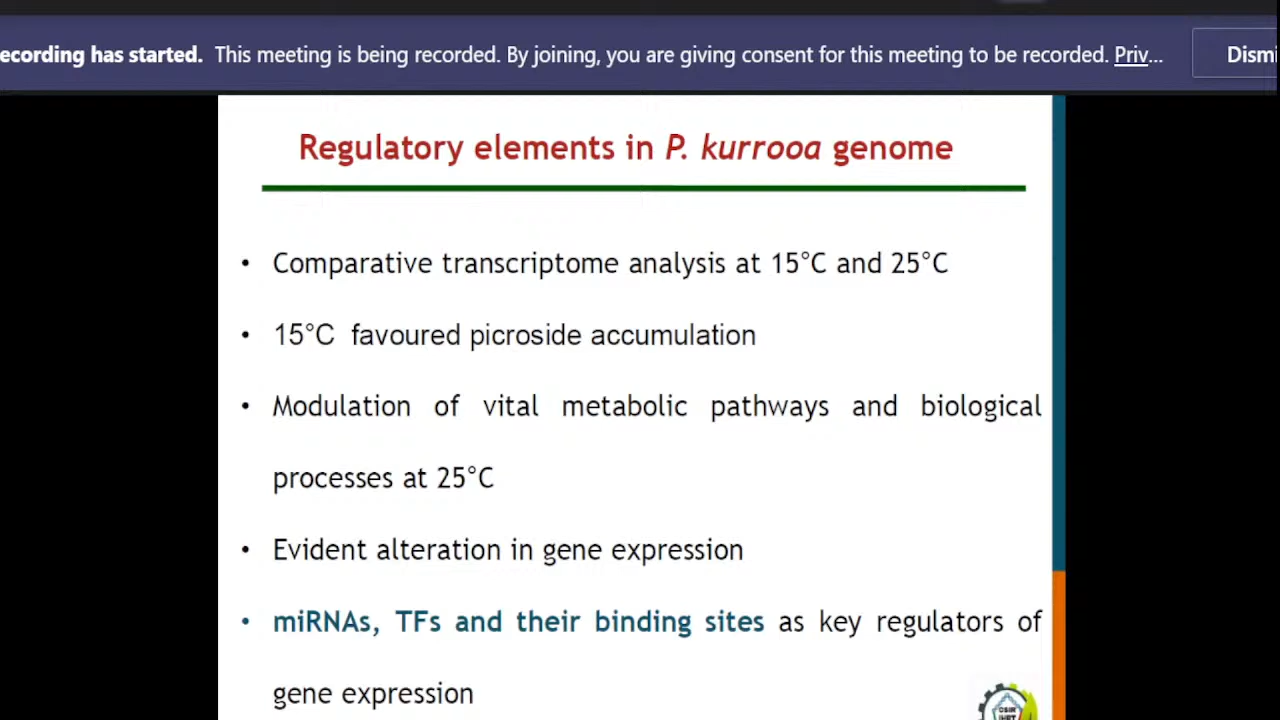 ecording has started. This meeting is being recorded. By joining, you are giving consent for this meeting to be recorded. Priv...
Dismi
Regulatory elements in P. kurrooa genome
• Comparative transcriptome analysis at 15°C and 25°C
• 15°C favoured picroside accumulation
• Modulation of vital metabolic pathways and biological
processes at 25°C
• Evident alteration in gene expression
• miRNAs, TFs and their binding sites as key regulators of
gene expression
CSIR
IHBT